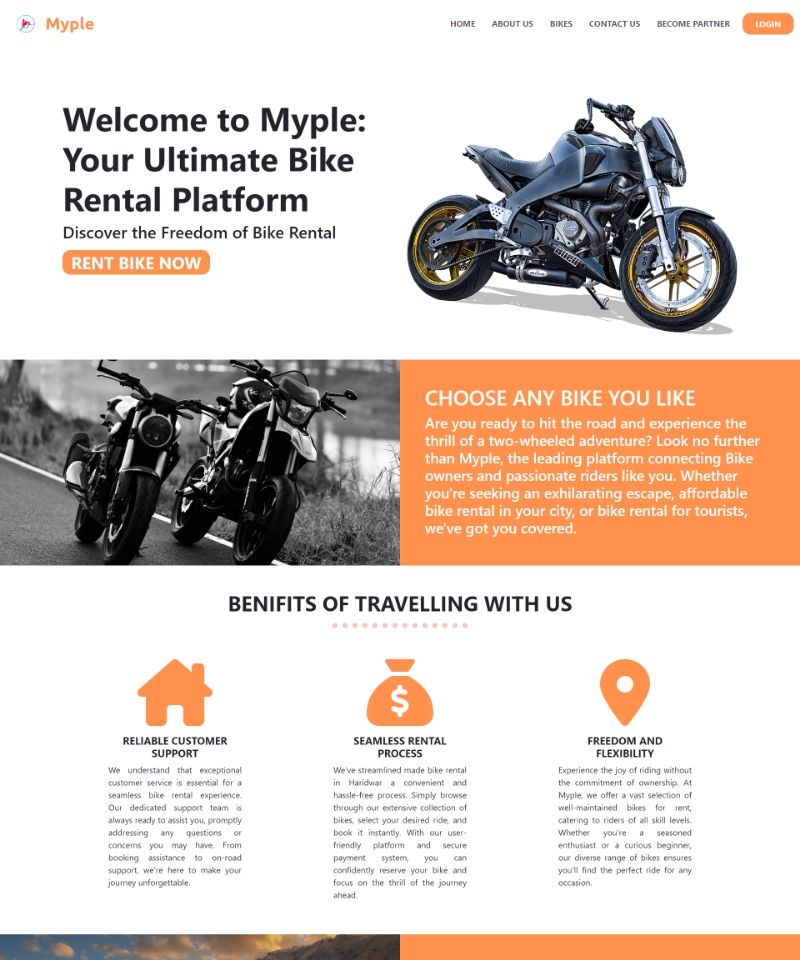 Myple
HOME ABOUT US BIKES CONTACT US BECOME PARTNER LOGIN
Welcome to Myple:
Your Ultimate Bike
Rental Platform
Discover the Freedom of Bike Rental
RENT BIKE NOW
CHOOSE ANY BIKE YOU LIKE
Are you ready to hit the road and experience the
thrill of a two-wheeled adventure? Look no further
than Myple, the leading platform connecting Bike
owners and passionate riders like you. Whether
you're seeking an exhilarating escape, affordable
bike rental in your city, or bike rental for tourists,
we've got you covered.
BENIFITS OF TRAVELLING WITH US
RELIABLE CUSTOMER
SUPPORT
We understand that exceptional
customer service is essential for a
seamless bike rental experience.
Our dedicated support team is
always ready to assist you, promptly
addressing any questions or
concerns you may have. From
booking assistance to on-road
support, we're here to make your
journey unforgettable.
$
SEAMLESS RENTAL
PROCESS
We've streamlined made bike rental
in Haridwar a convenient and
hassle-free process. Simply browse
through our extensive collection of
bikes, select your desired ride, and
book it instantly. With our user-
friendly platform and secure
payment system, you can
confidently reserve your bike and
focus on the thrill of the journey
ahead.
FREEDOM AND
FLEXIBILITY
Experience the joy of riding without
the commitment of ownership. At
Myple, we offer a vast selection of
well-maintained bikes for rent,
catering to riders of all skill levels.
Whether you're a seasoned
enthusiast or a curious beginner,
our diverse range of bikes ensures
you'll find the perfect ride for any
occasion.